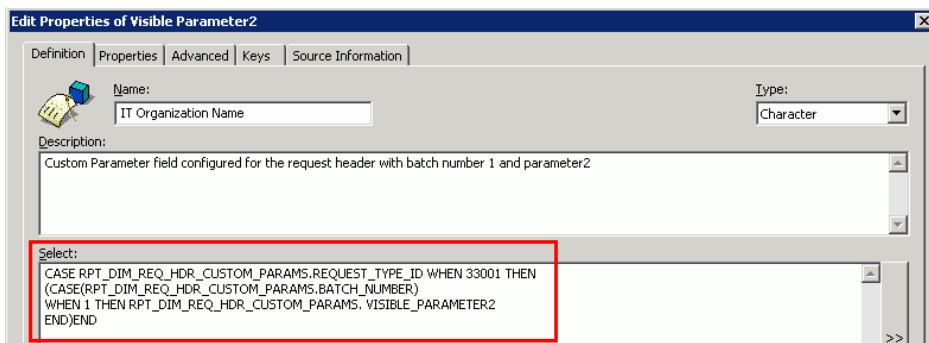 Edit Properties of Visible Parameter2
Definition Properties Advanced Keys Source Information
Name: Type:
IT Organization Name Character
Description:
Custom Parameter field configured for the request header with batch number 1 and parameter2
Select:
CASE RPT_DIM_REQ_HDR_CUSTOM_PARAMS.REQUEST_TYPE_ID WHEN 33001 THEN
(CASE(RPT_DIM_REQ_HDR_CUSTOM_PARAMS.BATCH_NUMBER)
WHEN 1 THEN RPT_DIM_REQ_HDR_CUSTOM_PARAMS. VISIBLE_PARAMETER2
END)END
>>